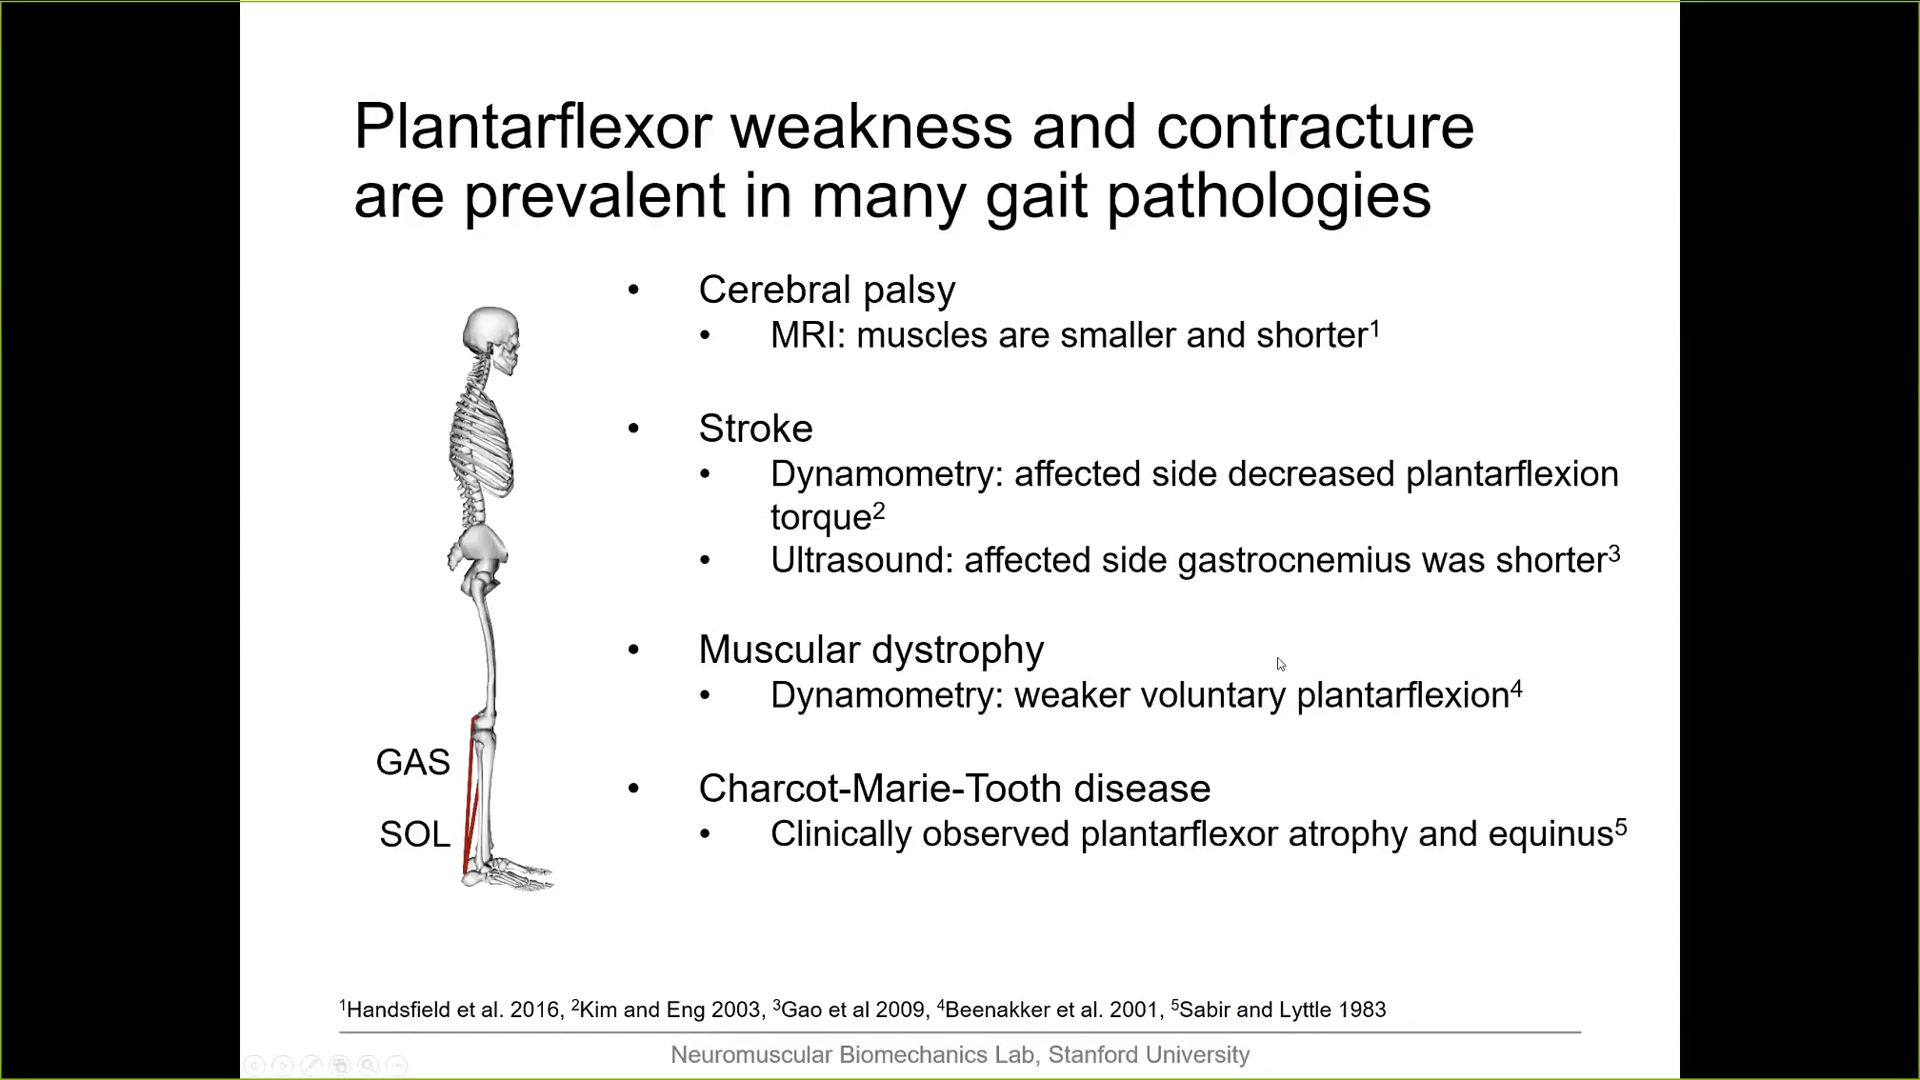 Plantarflexor weakness and contracture
are prevalent in many gait pathologies
• Cerebral palsy
• MRI: muscles are smaller and shorter¹
• Stroke
• Dynamometry: affected side decreased plantarflexion
torque²
• Ultrasound: affected side gastrocnemius was shorter³
• Muscular dystrophy
• Dynamometry: weaker voluntary plantarflexion⁴
• Charcot-Marie-Tooth disease
• Clinically observed plantarflexor atrophy and equinus⁵
GAS
SOL
¹Handsfield et al. 2016, ²Kim and Eng 2003, ³Gao et al 2009, ⁴Beenakker et al. 2001, ⁵Sabir and Lyttle 1983
Neuromuscular Biomechanics Lab, Stanford University